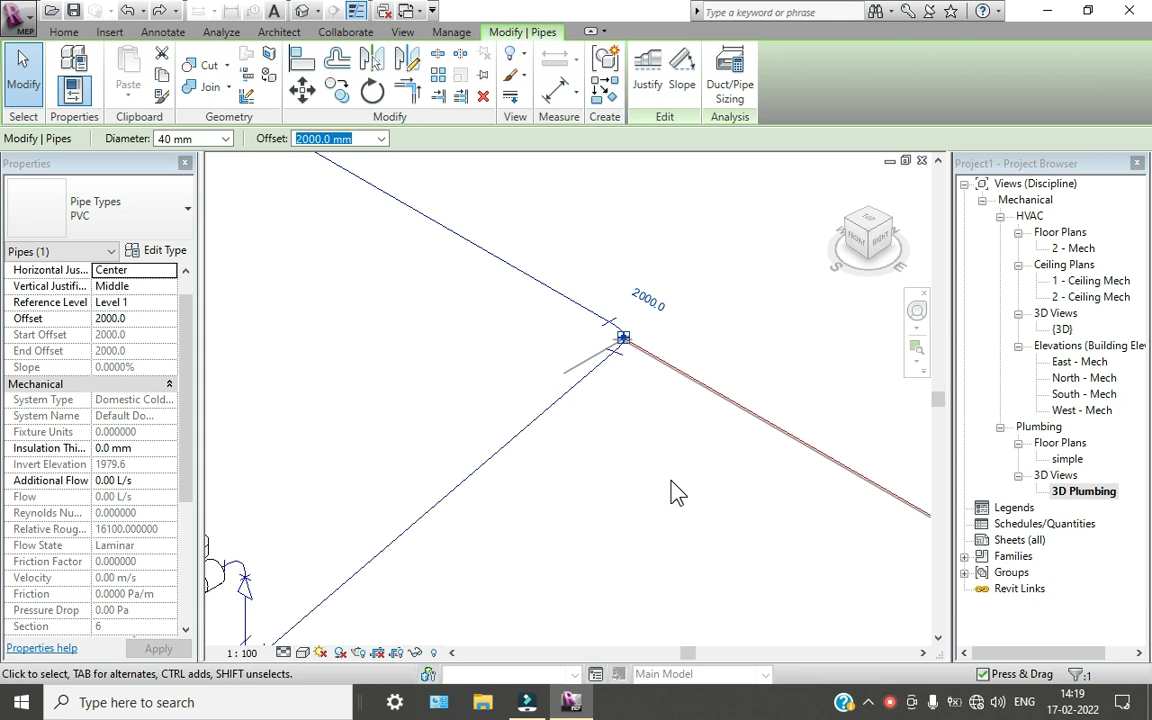 Type a keyword or phrase
MEP
Home Insert Annotate Analyze Architect Collaborate View Manage Modify | Pipes
Modify Paste Cut Join Justify Slope Duct/Pipe Sizing
Select Properties Clipboard Geometry Modify View Measure Create Edit Analysis
Modify | Pipes Diameter: 40 mm Offset: 2000.0 mm
Properties
Pipe Types
PVC
Pipes (1) Edit Type
Horizontal Jus... Center
Vertical Justifi... Middle
Reference Level Level 1
Offset 2000.0
Start Offset 2000.0
End Offset 2000.0
Slope 0.0000%
Mechanical
System Type Domestic Cold...
System Name Default Do...
Fixture Units 0.000000
Insulation Thi... 0.0 mm
Invert Elevation 1979.6
Additional Flow 0.00 L/s
Flow 0.00 L/s
Reynolds Nu... 0.000000
Relative Roug... 16100.000000
Flow State Laminar
Friction Factor 0.000000
Velocity 0.00 m/s
Friction 0.0000 Pa/m
Pressure Drop 0.00 Pa
Section 6
Properties help Apply
2000.0
TOP
FRONT RIGHT
S E
1 : 100
Project1 - Project Browser
Views (Discipline)
Mechanical
HVAC
Floor Plans
2 - Mech
Ceiling Plans
1 - Ceiling Mech
2 - Ceiling Mech
3D Views
{3D}
Elevations (Building Ele
East - Mech
North - Mech
South - Mech
West - Mech
Plumbing
Floor Plans
simple
3D Views
3D Plumbing
Legends
Schedules/Quantities
Sheets (all)
Families
Groups
Revit Links
Click to select, TAB for alternates, CTRL adds, SHIFT unselects.
Main Model
Press & Drag
:1
Type here to search
ENG
14:19
17-02-2022